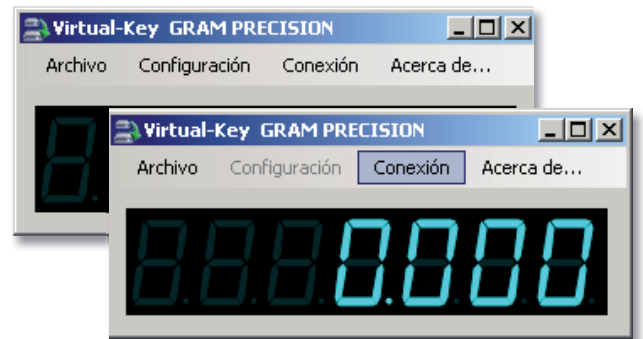 Virtual-Key GRAM PRECISION
Archivo Configuración Conexión Acerca de...
Virtual-Key GRAM PRECISION
Archivo Configuración Conexión Acerca de...
0.000